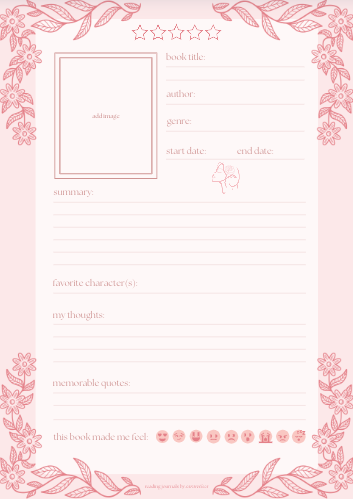 book title:
add image
author:
genre:
start date: end date:
summary:
favorite character(s):
my thoughts:
memorable quotes:
this book made me feel: